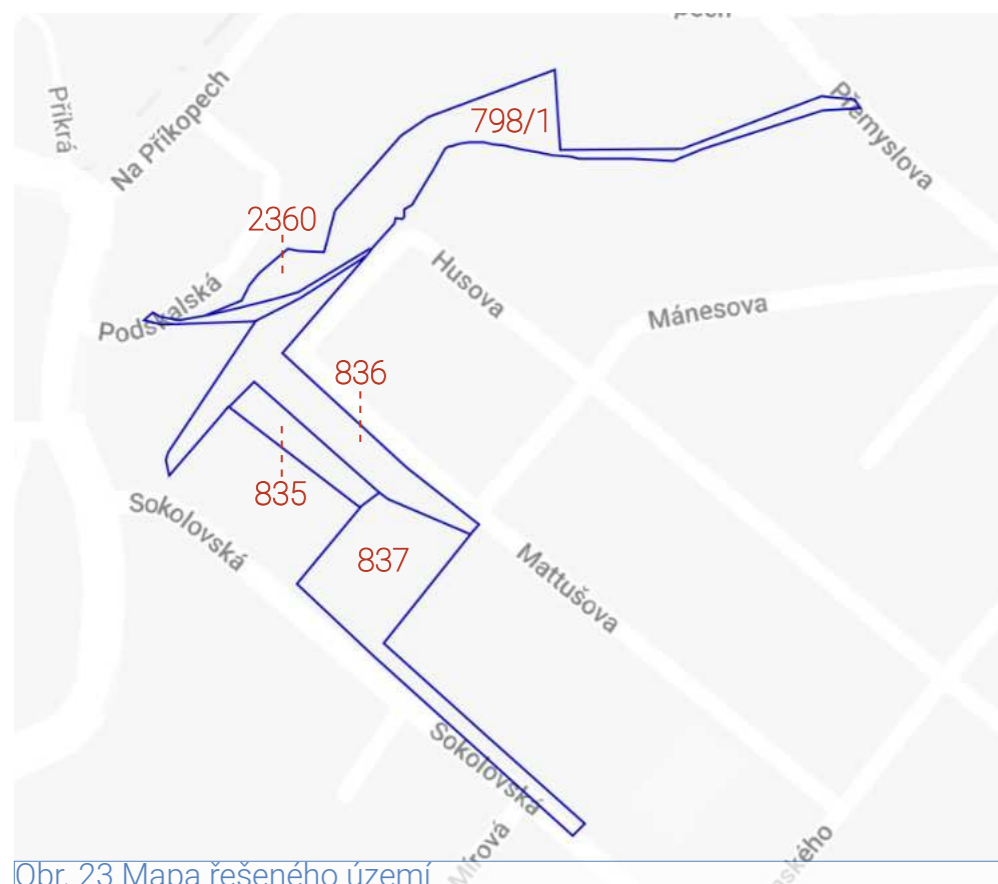 Příkrá
Na Příkopech
798/1
Přemyslova
2360
Podskalská
Husova
Mánesova
836
835
Sokolovská
837
Mattušova
Sokolovská
Mírová
Obr. 23 Mapa řešeného území